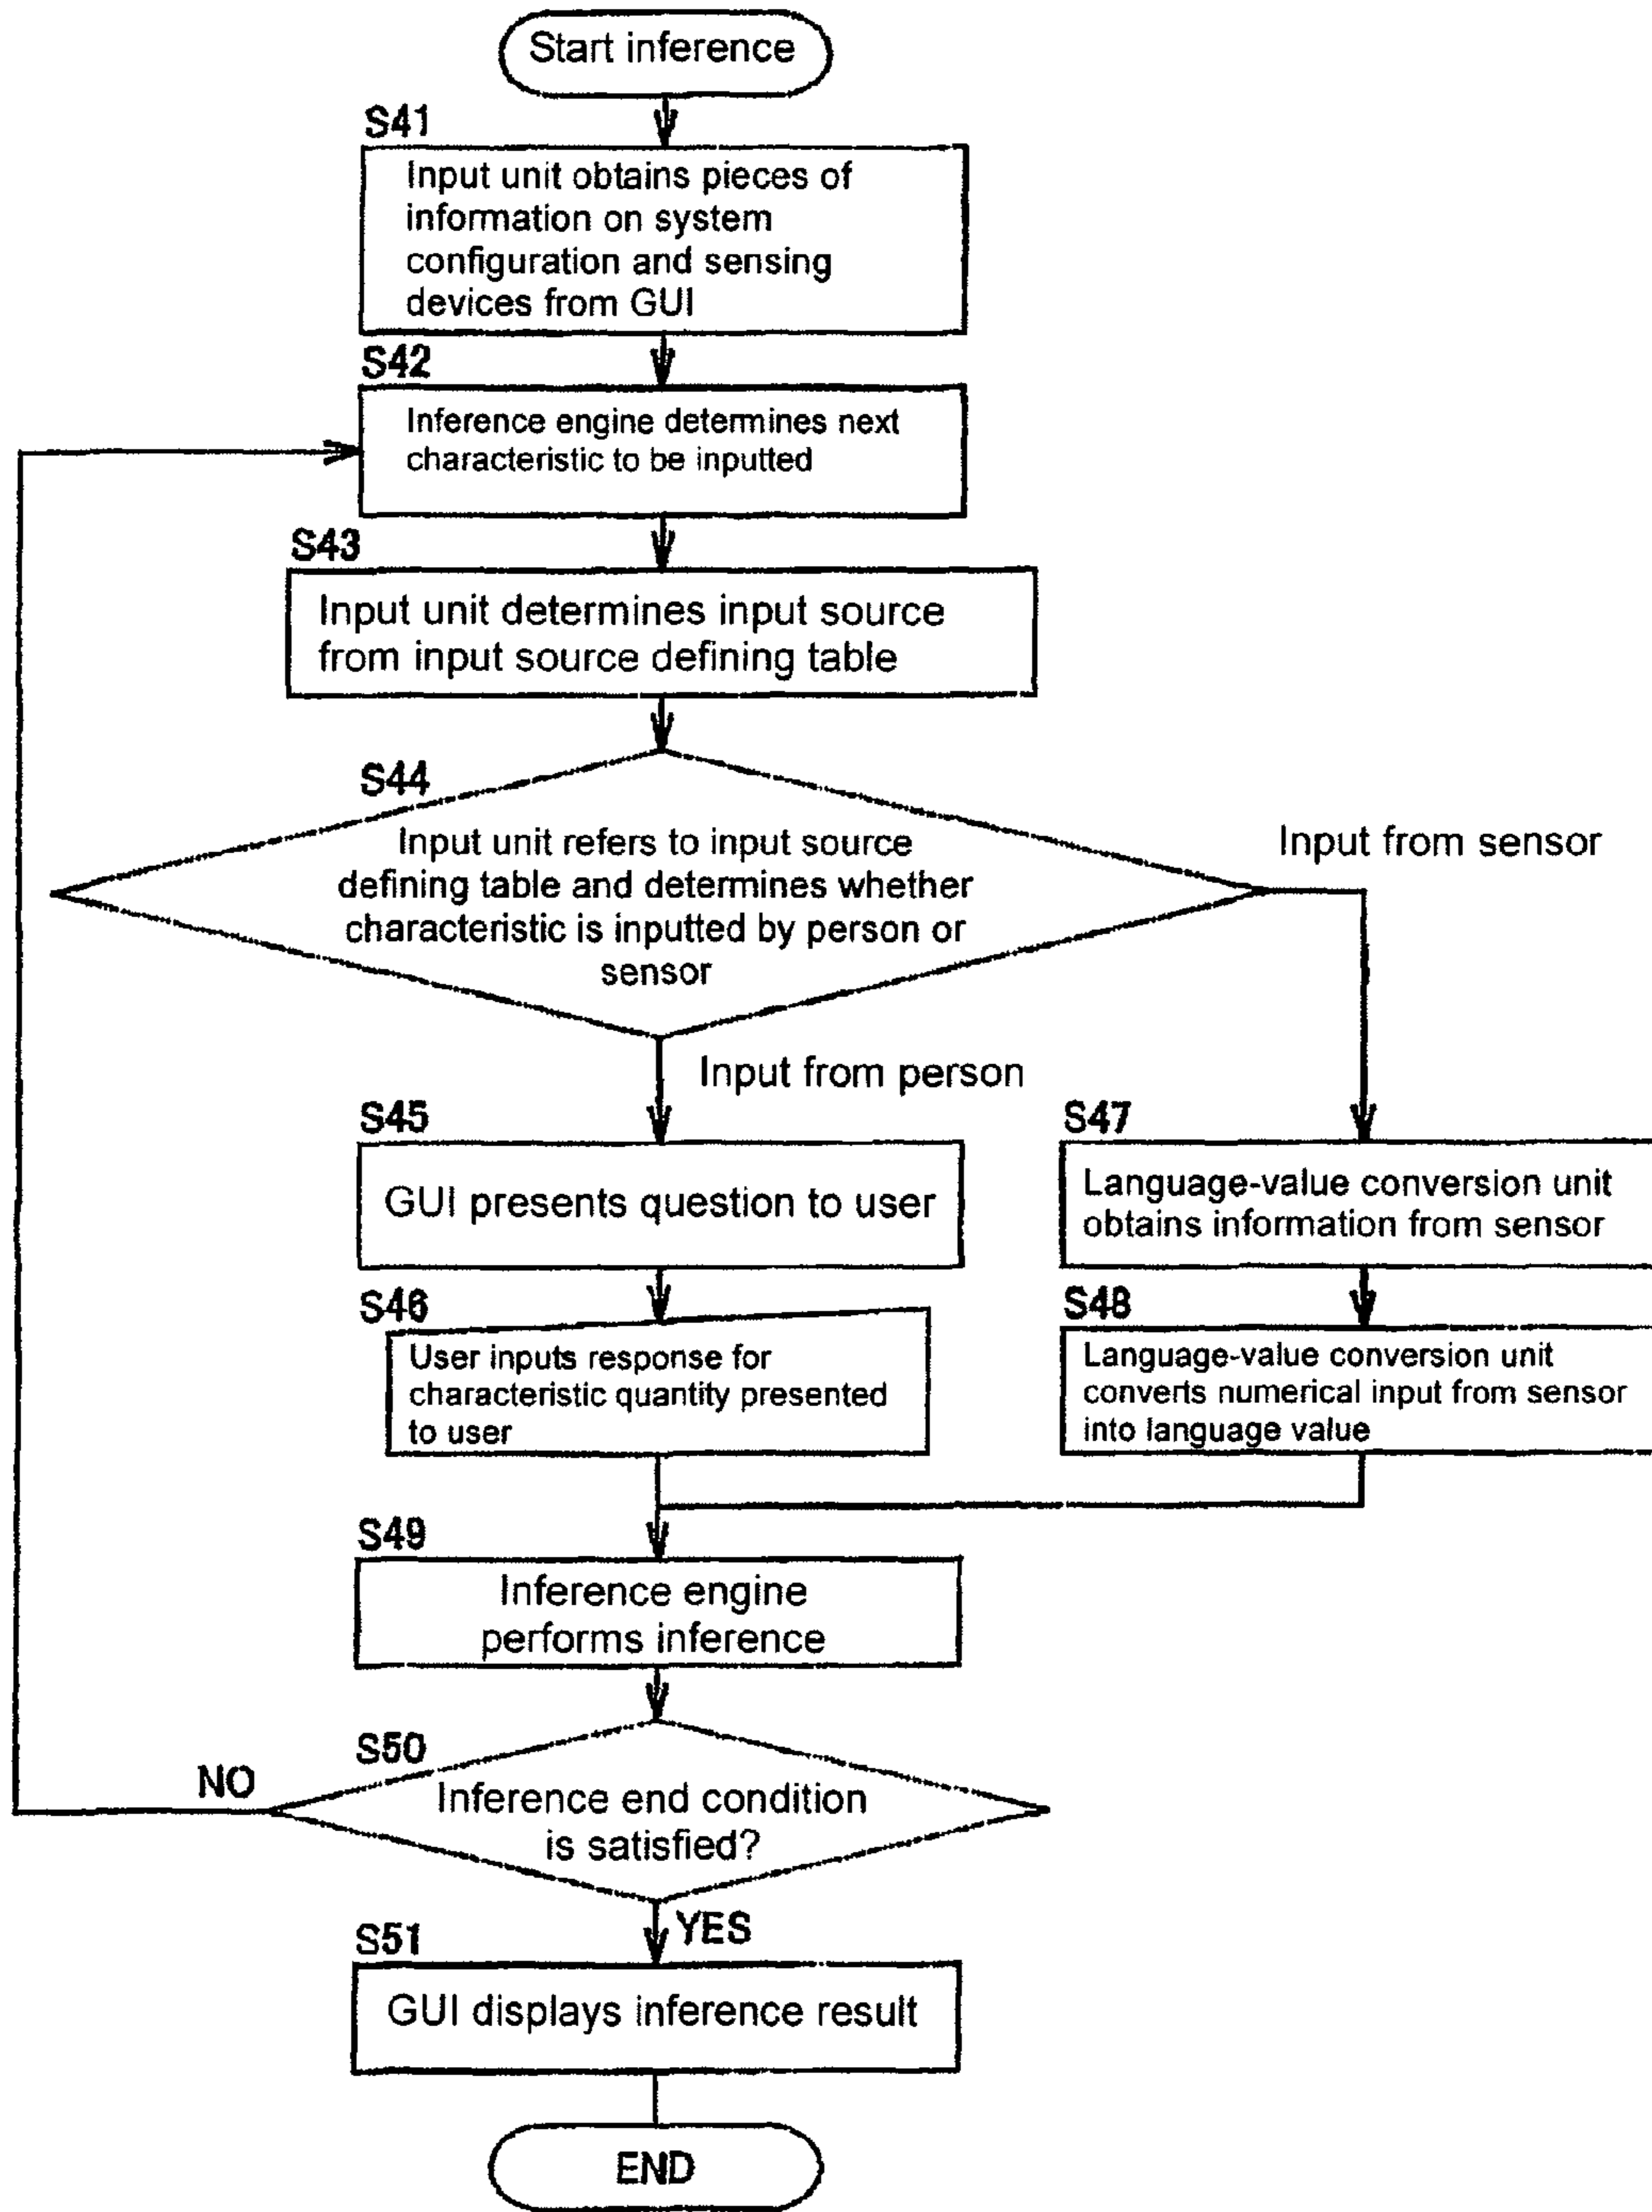 Start inference
S41
Input unit obtains pieces of
information on system
configuration and sensing
devices from GUI
S42
Inference engine determines next
characteristic to be inputted
S43
Input unit determines input source
from input source defining table
S44
Input unit refers to input source
defining table and determines whether
characteristic is inputted by person or
sensor
Input from sensor
Input from person
S45
GUI presents question to user
S46
User inputs response for
characteristic quantity presented
to user
S47
Language-value conversion unit
obtains information from sensor
S48
Language-value conversion unit
converts numerical input from sensor
into language value
S49
Inference engine
performs inference
S50
Inference end condition
is satisfied?
NO
YES
S51
GUI displays inference result
END